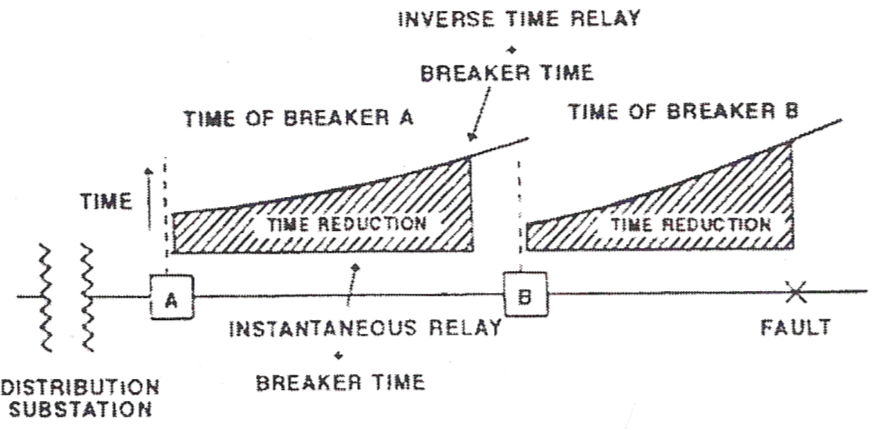 INVERSE TIME RELAY
+
BREAKER TIME
TIME OF BREAKER A
TIME OF BREAKER B
TIME
TIME REDUCTION
TIME REDUCTION
A
B
INSTANTANEOUS RELAY
+
BREAKER TIME
FAULT
DISTRIBUTION
SUBSTATION